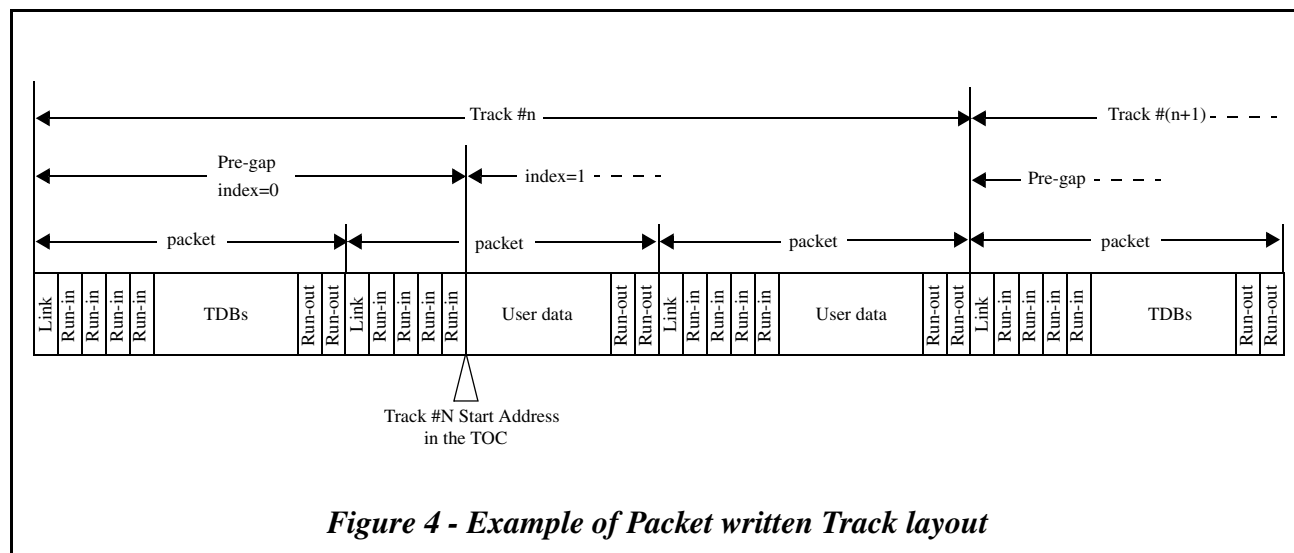 Track #n
Track #(n+1)
Pre-gap
index=0
index=1
Pre-gap
packet
packet
packet
packet
Link
Run-in
Run-in
Run-in
Run-in
TDBs
Run-out
Run-out
Link
Run-in
Run-in
Run-in
Run-in
User data
Run-out
Run-out
Link
Run-in
Run-in
Run-in
Run-in
User data
Run-out
Run-out
Link
Run-in
Run-in
Run-in
Run-in
TDBs
Run-out
Run-out
Track #N Start Address
in the TOC
Figure 4 - Example of Packet written Track layout